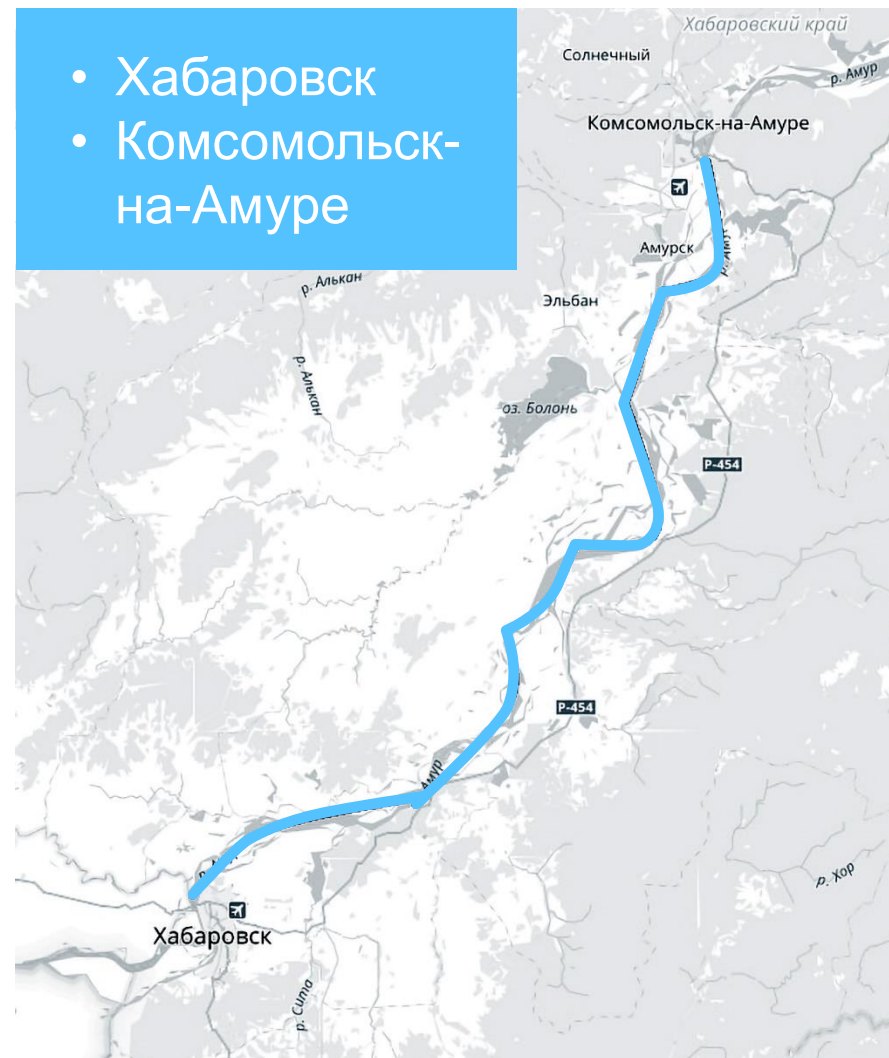 • Хабаровск
• Комсомольск-
на-Амуре
Хабаровский край
Солнечный
р. Амур
Комсомольск-на-Амуре
Амурск
р. Алькан
Эльбан
р. Алькан
оз. Болонь
Р-454
Р-454
Амур
р. Хор
Хабаровск
р. Сита